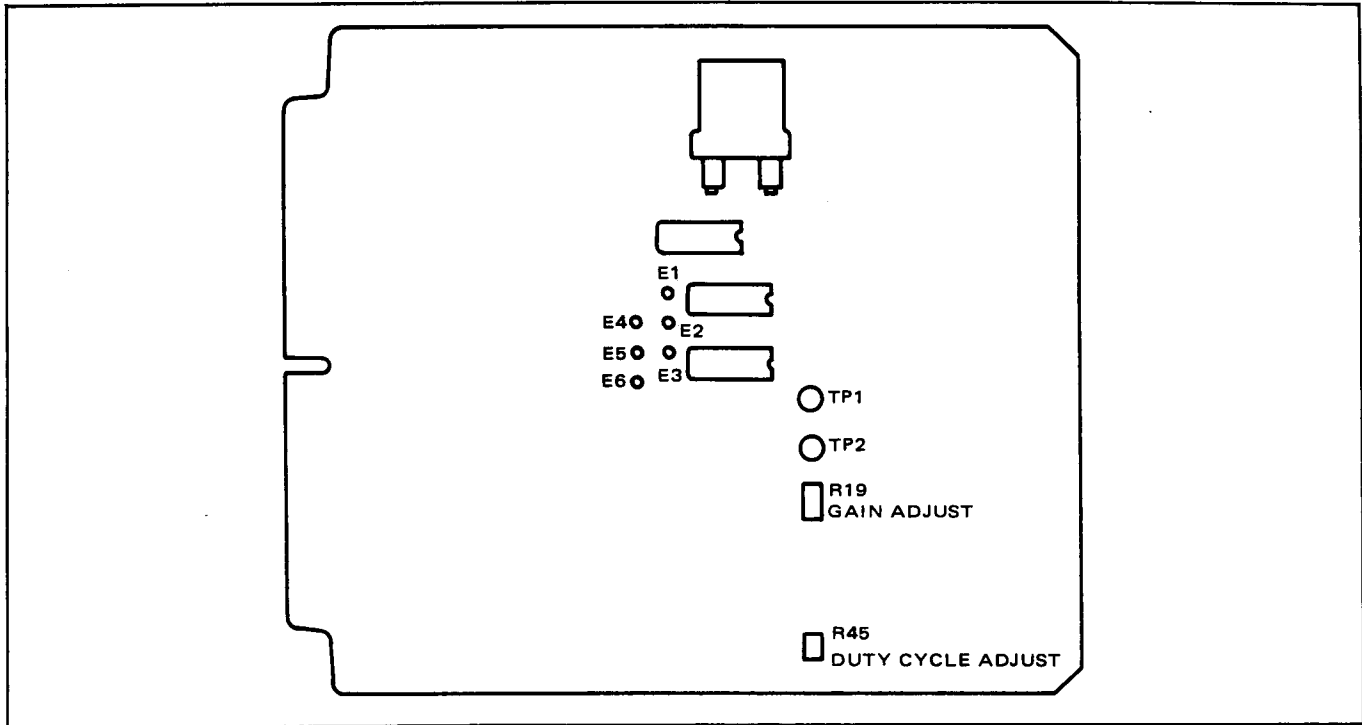 E1
E4
E2
E5
E3
E6
TP1
TP2
R19
GAIN ADJUST
R45
DUTY CYCLE ADJUST